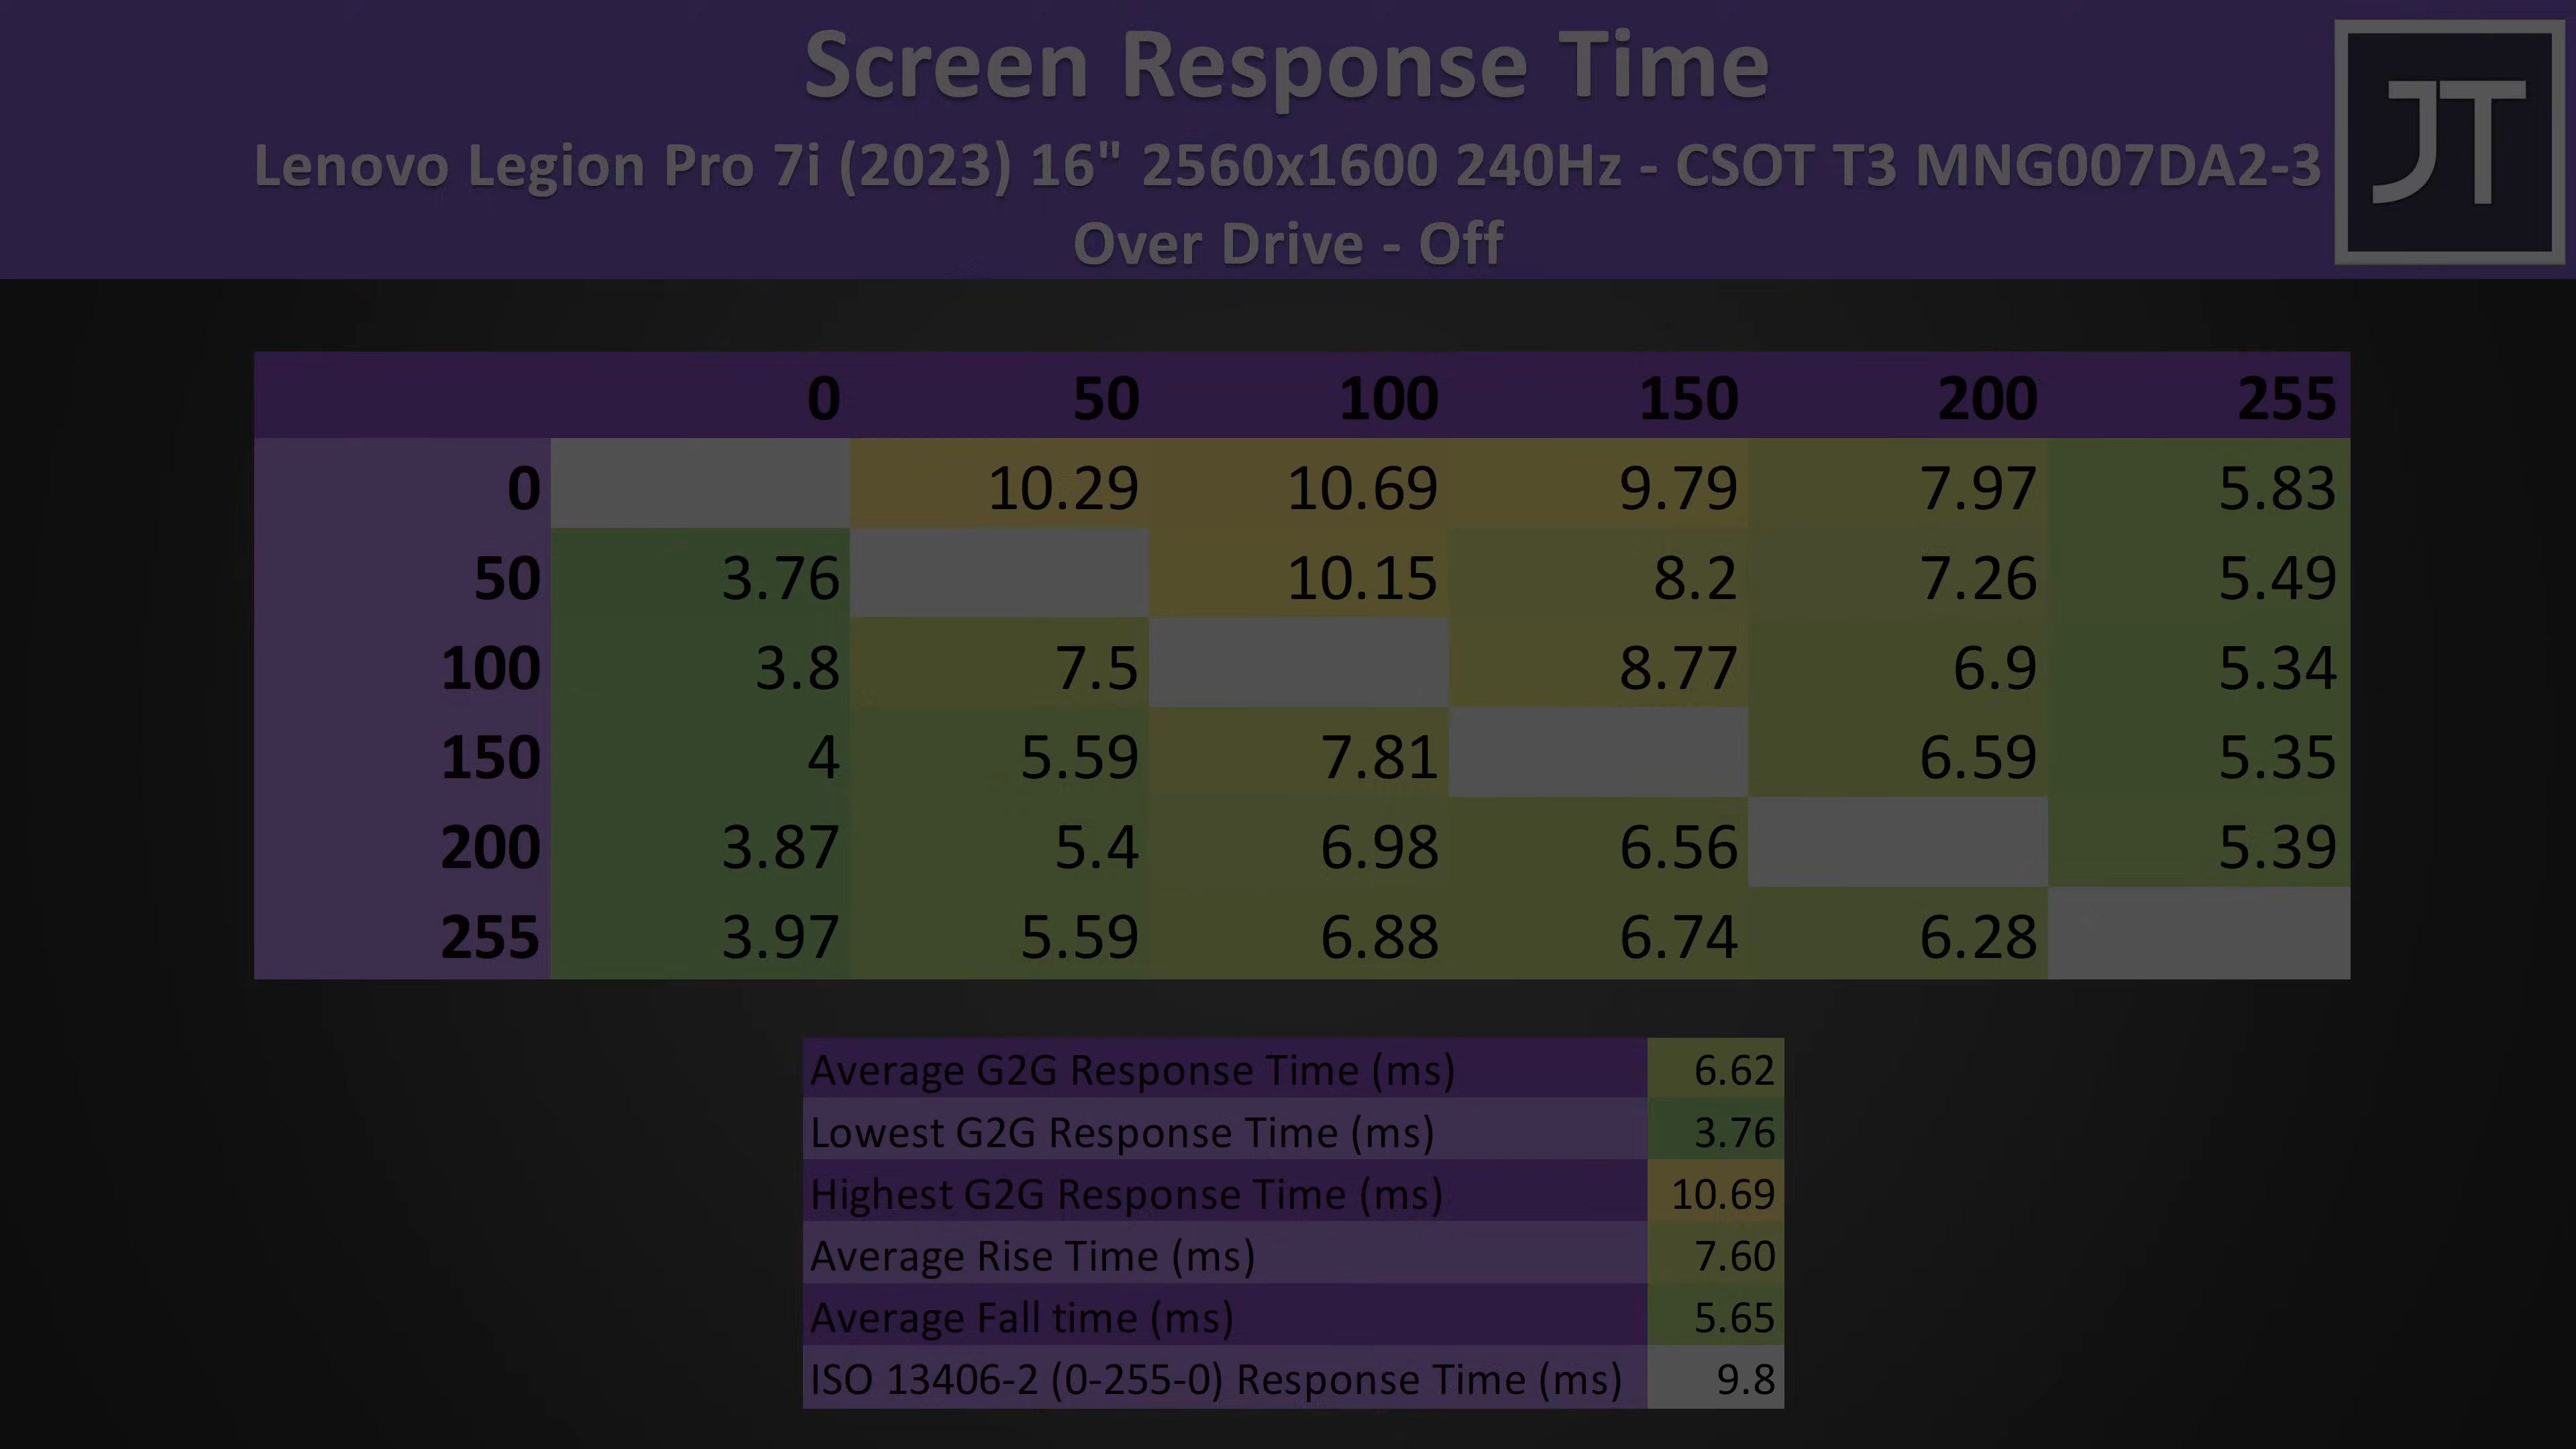 Screen Response Time
JT
Lenovo Legion Pro 7i (2023) 16" 2560x1600 240Hz - CSOT T3 MNG007DA2-3
Over Drive - Off
0 50 100 150 200 255
0 10.29 10.69 9.79 7.97 5.83
50 3.76 10.15 8.2 7.26 5.49
100 3.8 7.5 8.77 6.9 5.34
150 4 5.59 7.81 6.59 5.35
200 3.87 5.4 6.98 6.56 5.39
255 3.97 5.59 6.88 6.74 6.28
Average G2G Response Time (ms) 6.62
Lowest G2G Response Time (ms) 3.76
Highest G2G Response Time (ms) 10.69
Average Rise Time (ms) 7.60
Average Fall time (ms) 5.65
ISO 13406-2 (0-255-0) Response Time (ms) 9.8